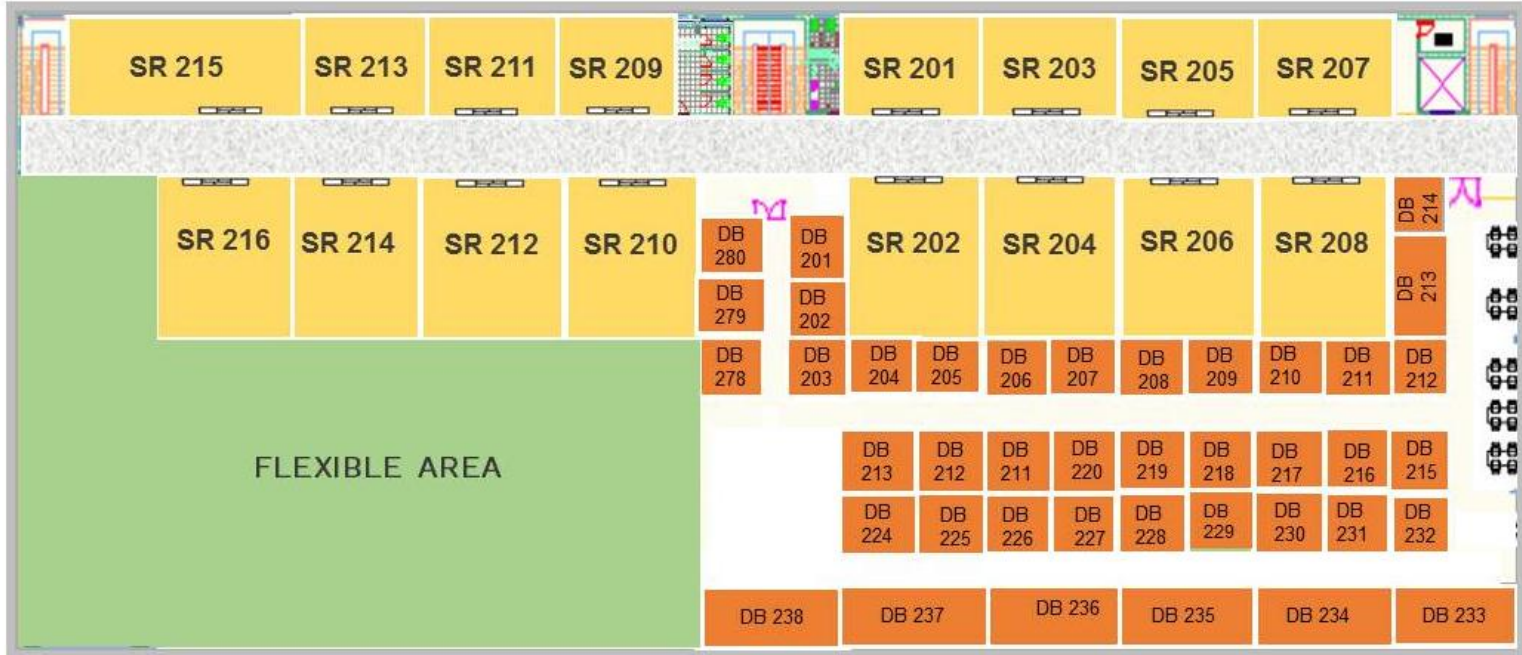 SR 215
SR 213
SR 211
SR 209
SR 201
SR 203
SR 205
SR 207
SR 216
SR 214
SR 212
SR 210
DB
280
DB
201
SR 202
SR 204
SR 206
SR 208
DB
214
DB
279
DB
202
DB
213
DB
278
DB
203
DB
204
DB
205
DB
206
DB
207
DB
208
DB
209
DB
210
DB
211
DB
212
FLEXIBLE AREA
DB
213
DB
212
DB
211
DB
220
DB
219
DB
218
DB
217
DB
216
DB
215
DB
224
DB
225
DB
226
DB
227
DB
228
DB
229
DB
230
DB
231
DB
232
DB 238
DB 237
DB 236
DB 235
DB 234
DB 233